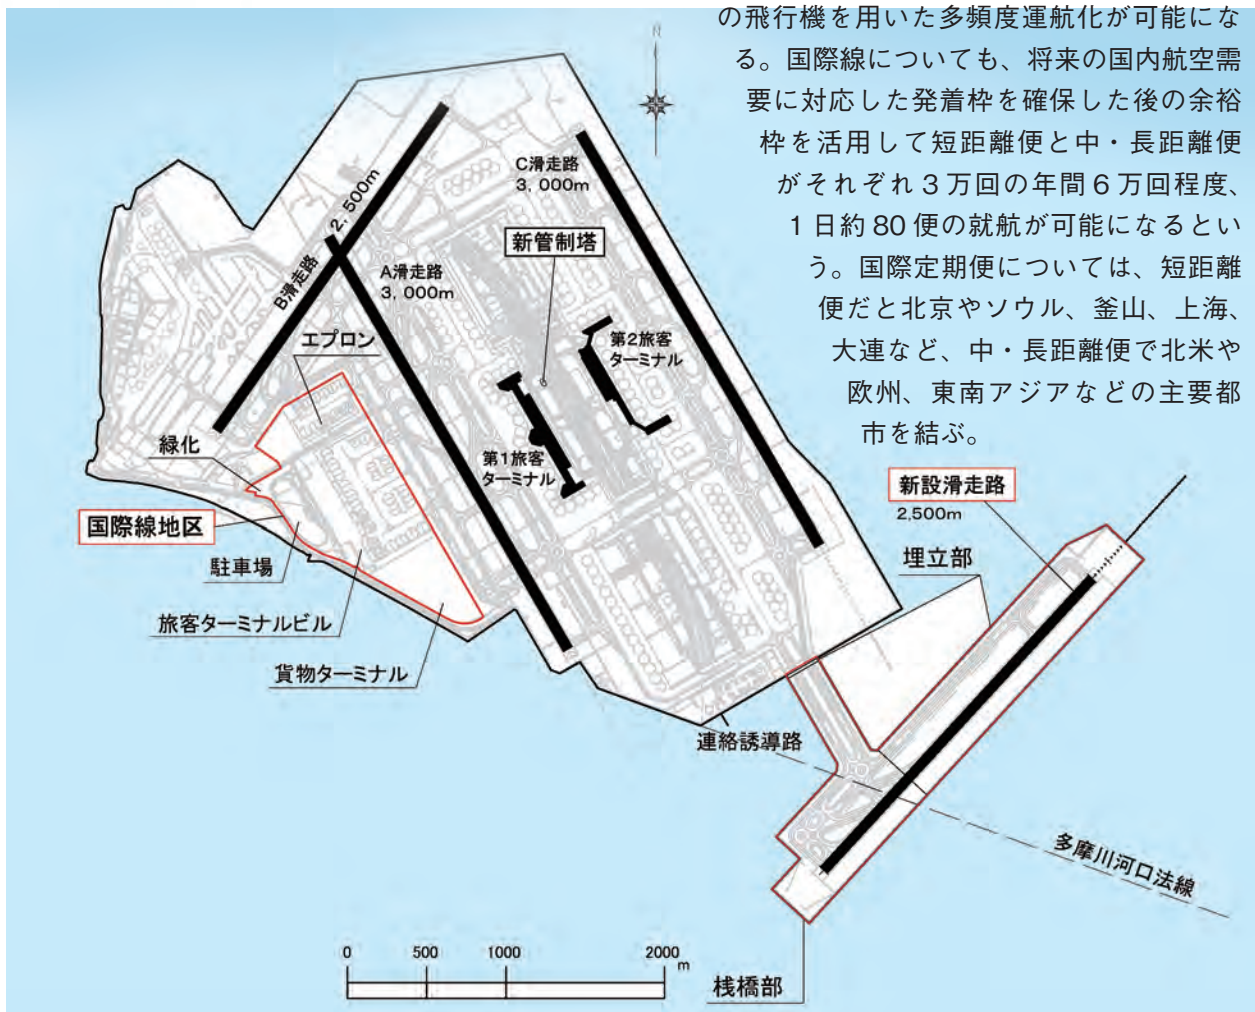 の飛行機を用いた多頻度運航化が可能にな
る。国際線についても、将来の国内航空需
要に対応した発着枠を確保した後の余裕
枠を活用して短距離便と中・長距離便
がそれぞれ3万回の年間6万回程度、
1日約80便の就航が可能になるとい
う。国際定期便については、短距離
便だと北京やソウル、釜山、上海、
大連など、中・長距離便で北米や
欧州、東南アジアなどの主要都
市を結ぶ。
N
C滑走路
3,000m
B滑走路 2,500m
新管制塔
A滑走路
3,000m
エプロン
第2旅客
ターミナル
緑化
第1旅客
ターミナル
新設滑走路
2,500m
国際線地区
駐車場
埋立部
旅客ターミナルビル
貨物ターミナル
連絡誘導路
多摩川河口法線
0 500 1000 2000
m
桟橋部